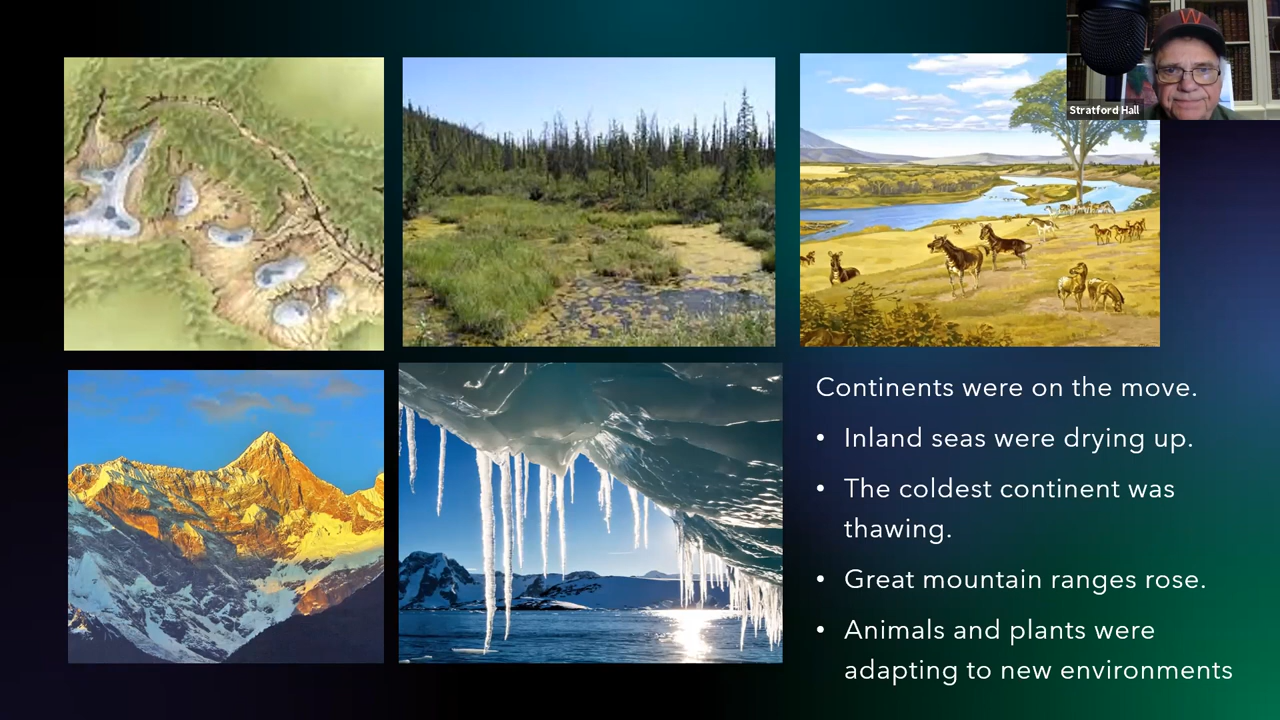 W
Stratford Hall
Continents were on the move.
• Inland seas were drying up.
• The coldest continent was
thawing.
• Great mountain ranges rose.
• Animals and plants were
adapting to new environments